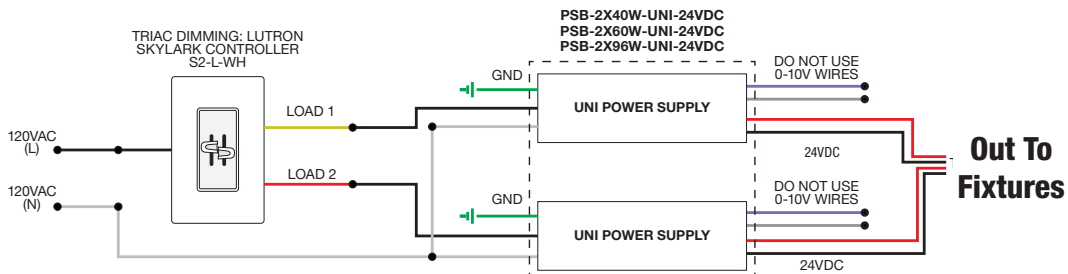 TRIAC DIMMING: LUTRON
SKYLARK CONTROLLER
S2-L-WH
PSB-2X40W-UNI-24VDC
PSB-2X60W-UNI-24VDC
PSB-2X96W-UNI-24VDC
120VAC
(L)
120VAC
(N)
LOAD 1
LOAD 2
GND
UNI POWER SUPPLY
DO NOT USE
0-10V WIRES
24VDC
GND
UNI POWER SUPPLY
DO NOT USE
0-10V WIRES
24VDC
Out To
Fixtures